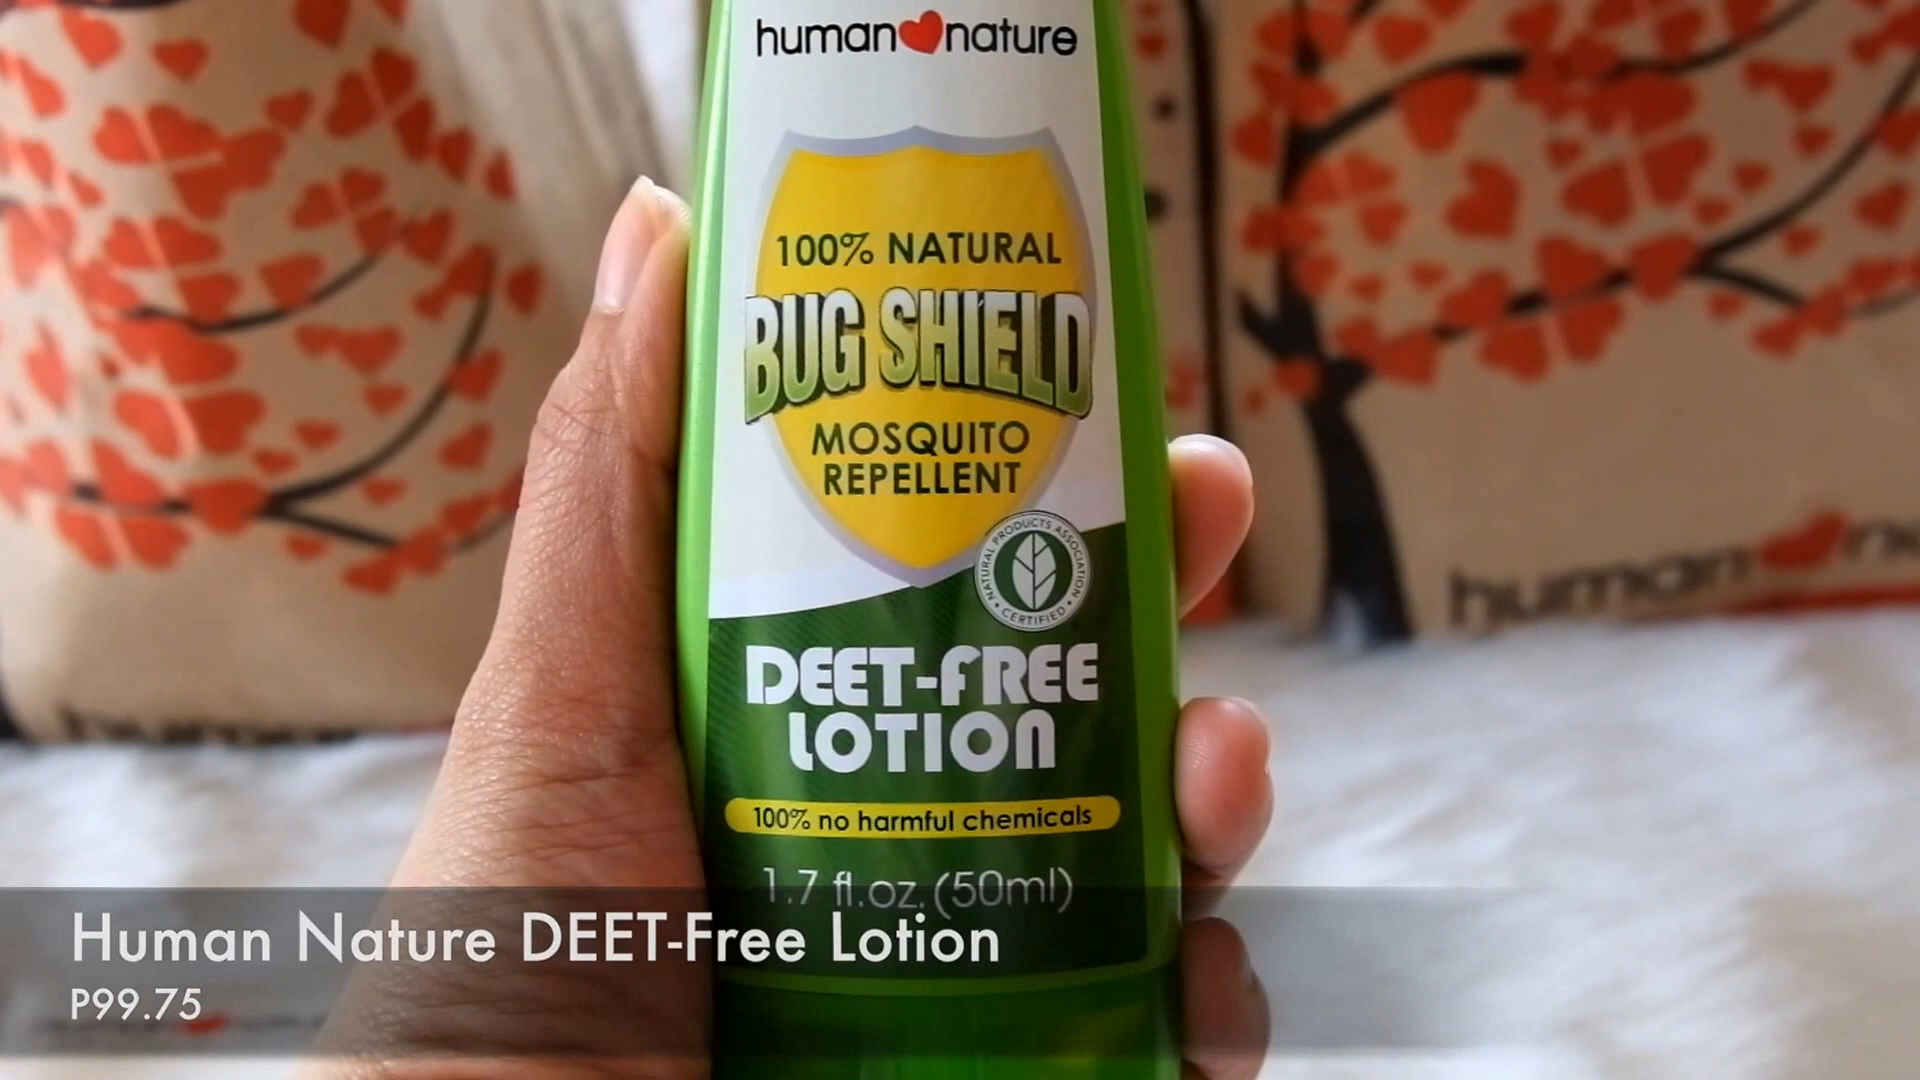 human nature
100% NATURAL
BUG SHIELD
MOSQUITO
REPELLENT
NATURAL PRODUCTS ASSOCIATION
• CERTIFIED •
DEET-FREE
LOTION
100% no harmful chemicals
1.7 fl.oz. (50ml)
human
Human Nature DEET-Free Lotion
P99.75